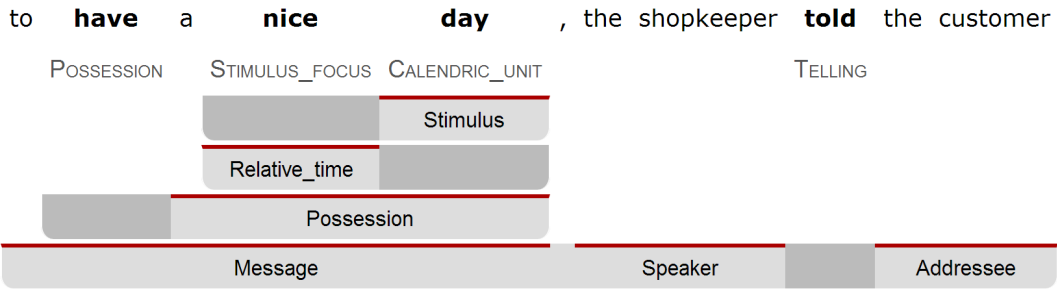 to have a nice day , the shopkeeper told the customer
POSSESSION STIMULUS_FOCUS CALENDRIC_UNIT TELLING
Stimulus
Relative_time
Possession
Message Speaker Addressee